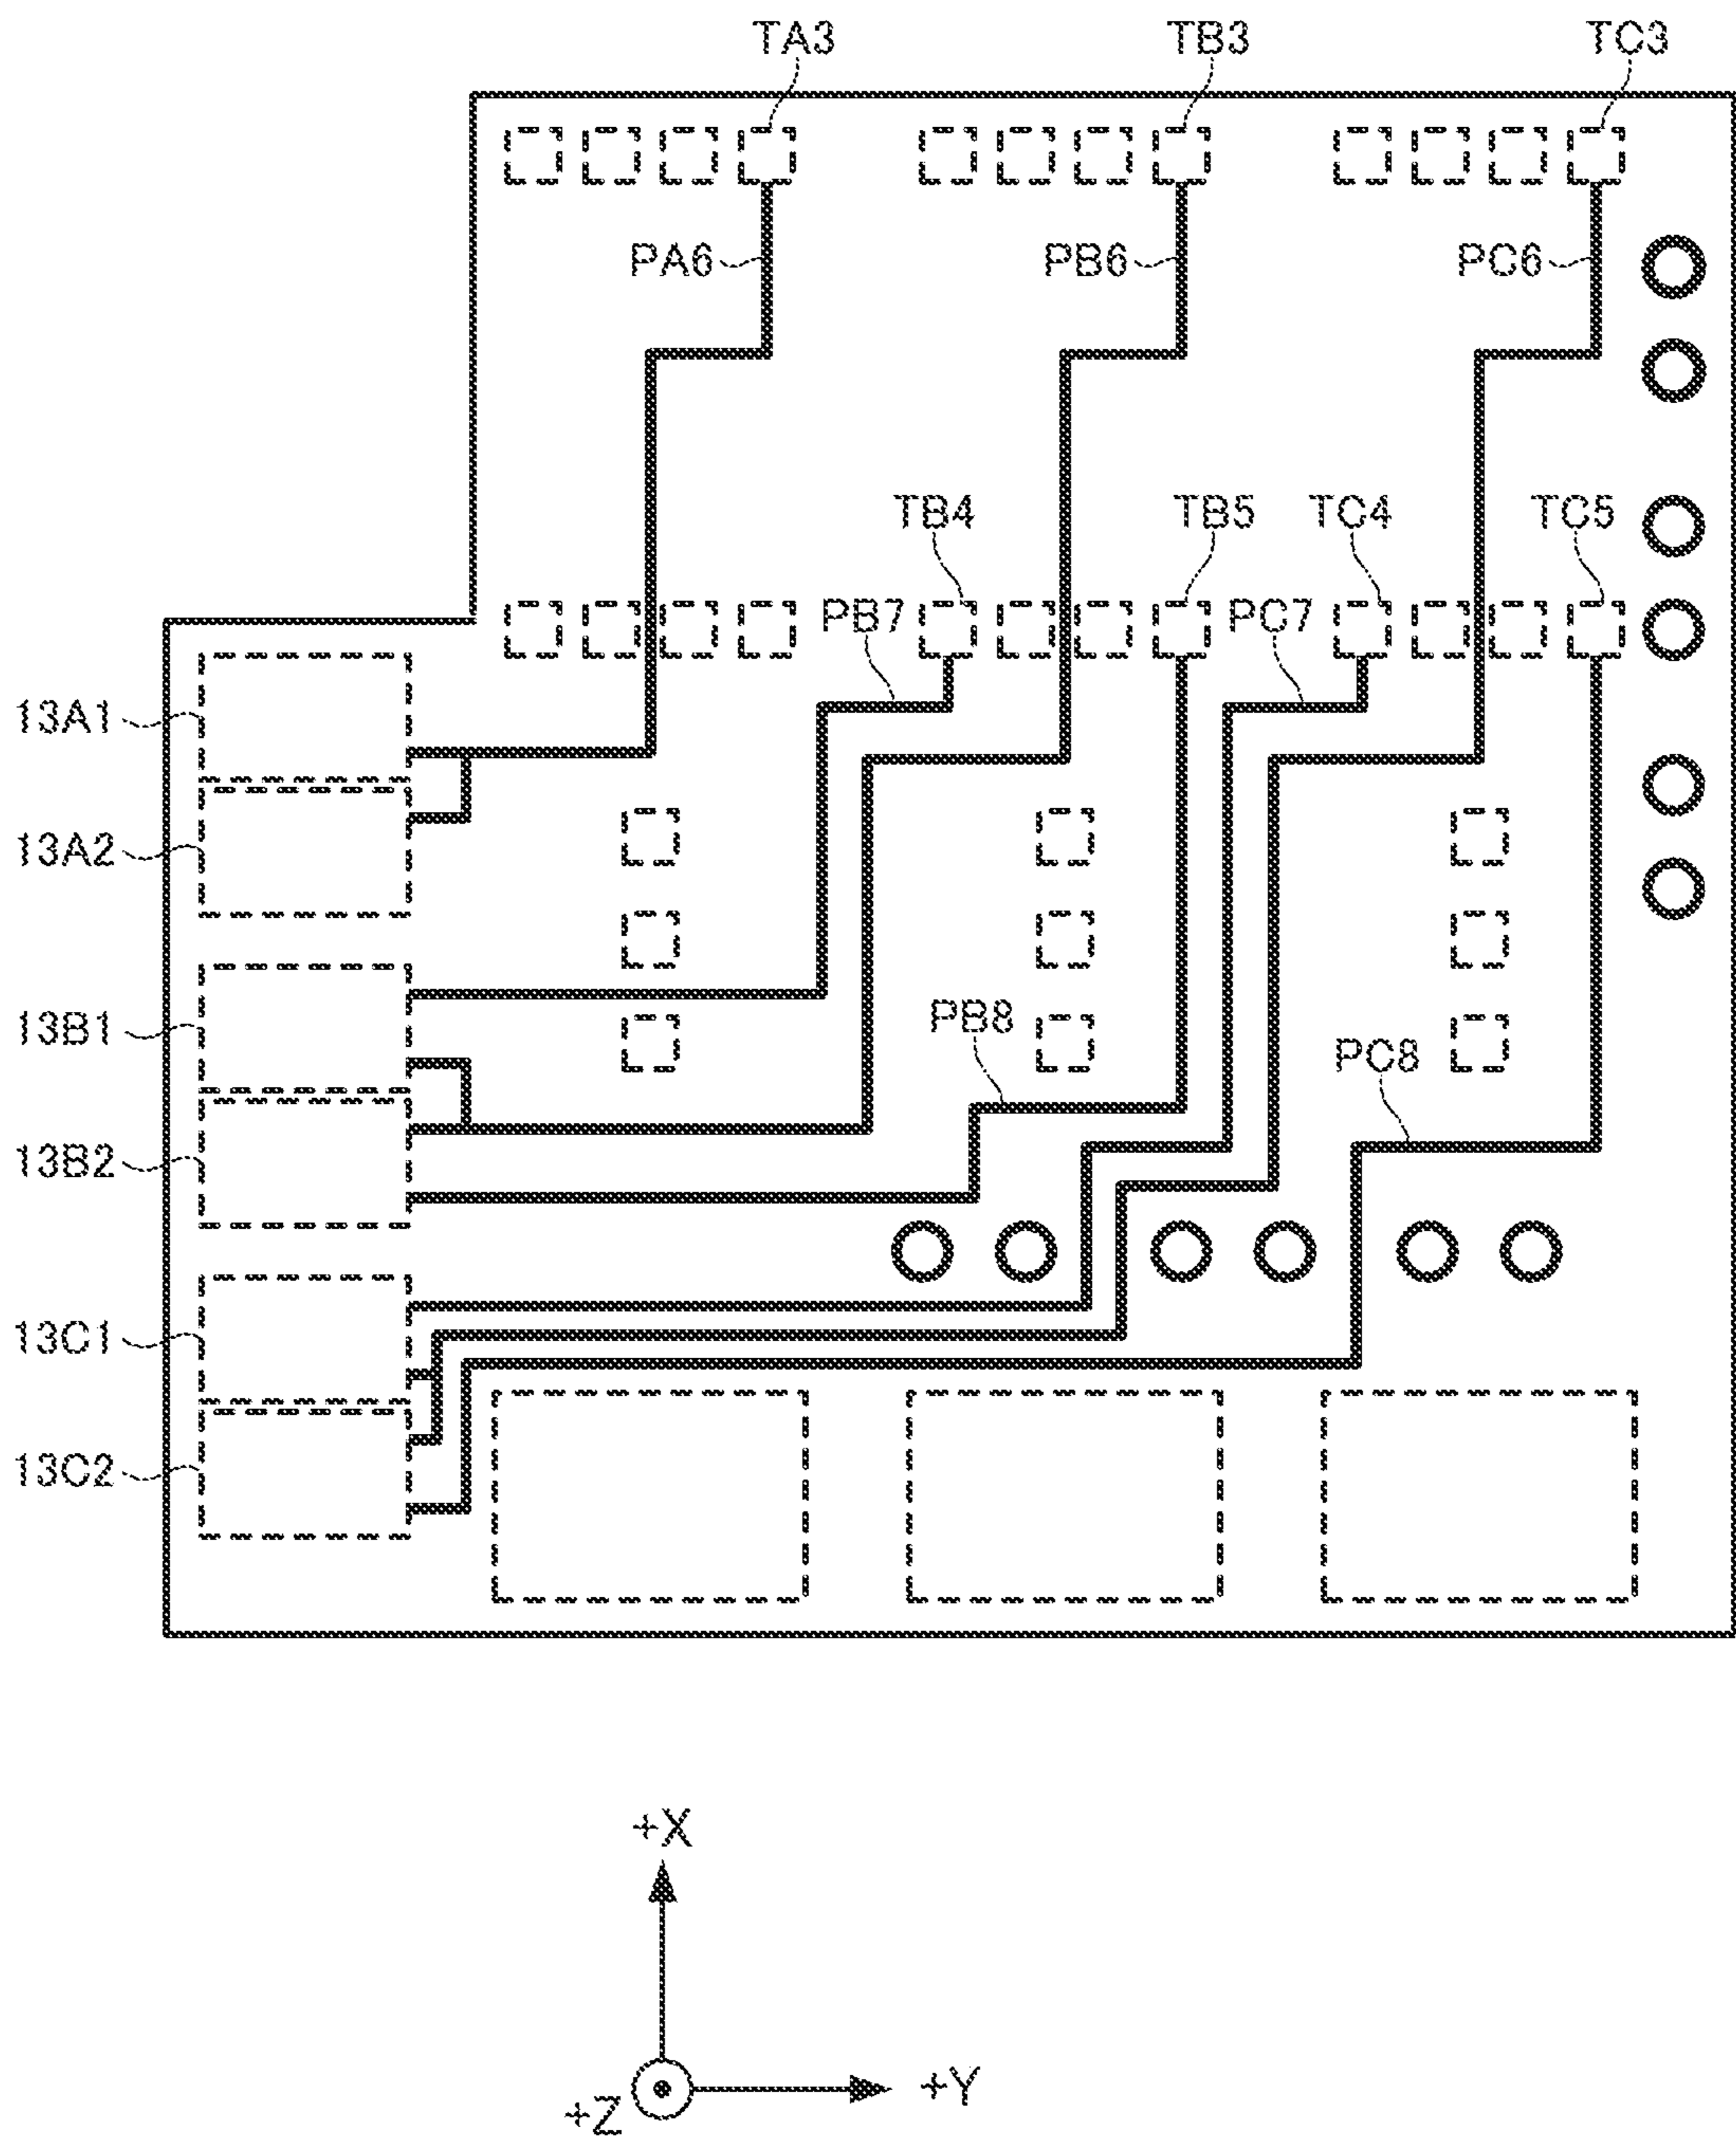 TA3 TB3 TC3
PA6 PB6 PC6
TB4 TB5 TC4 TC5
PB7 PC7
13A1
13A2
PB8
13B1
PC8
13B2
13C1
13C2
+X
+Y
+Z